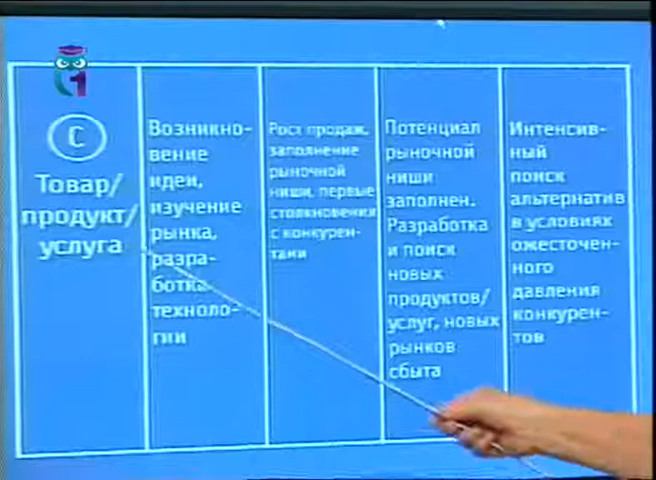 1
С
Товар/
продукт/
услуга
Возникно-
вение
идеи,
изучение
рынка,
разра-
ботка
техноло-
гии
Рост продаж,
заполнение
рыночной
ниши, первые
столкновения
с конкурен-
тами
Потенциал
рыночной
ниши
заполнен.
Разработка
и поиск
новых
продуктов/
услуг, новых
рынков
сбыта
Интенсив-
ный
поиск
альтернатив
в условиях
ожесточен-
ного
давления
конкурен-
тов